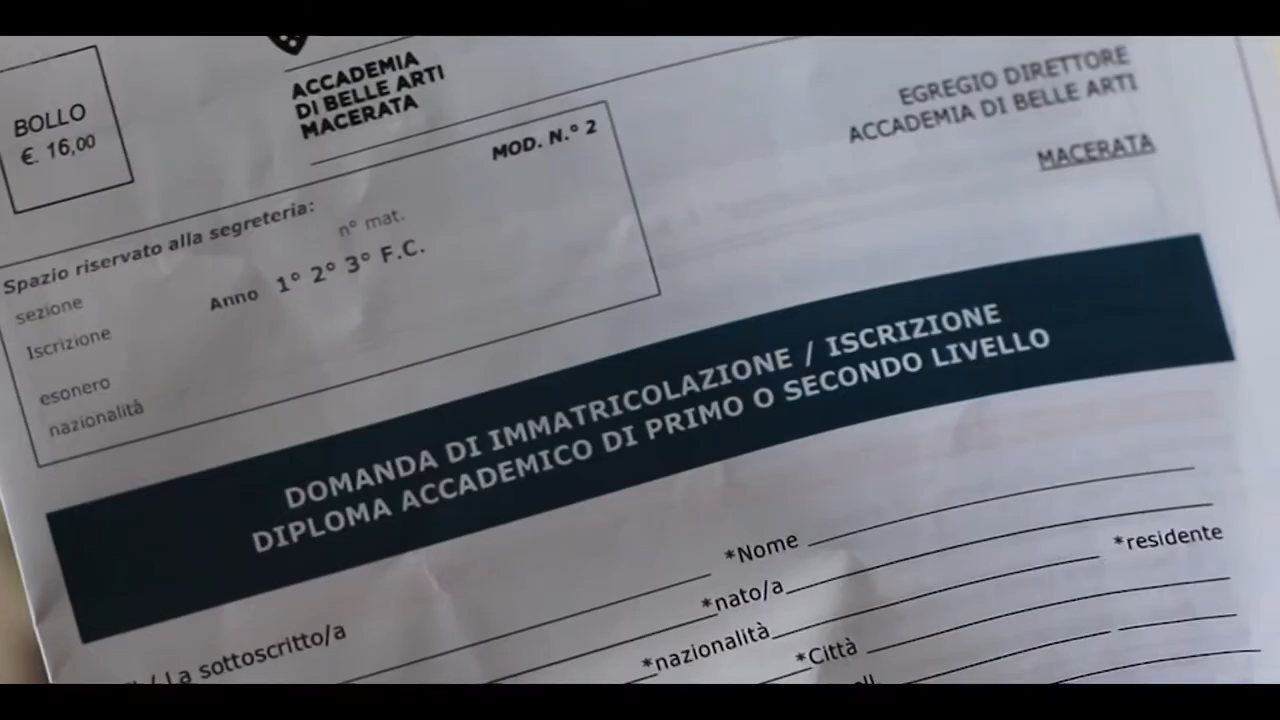 BOLLO
€. 16,00
ACCADEMIA
DI BELLE ARTI
MACERATA
EGREGIO DIRETTORE
ACCADEMIA DI BELLE ARTI
MACERATA
MOD. N.° 2
Spazio riservato alla segreteria:
sezione n° mat.
Iscrizione Anno 1° 2° 3° F.C.
esonero
nazionalità
DOMANDA DI IMMATRICOLAZIONE / ISCRIZIONE
DIPLOMA ACCADEMICO DI PRIMO O SECONDO LIVELLO
/ La sottoscritto/a *Nome
*nato/a *residente
*nazionalità
*Città